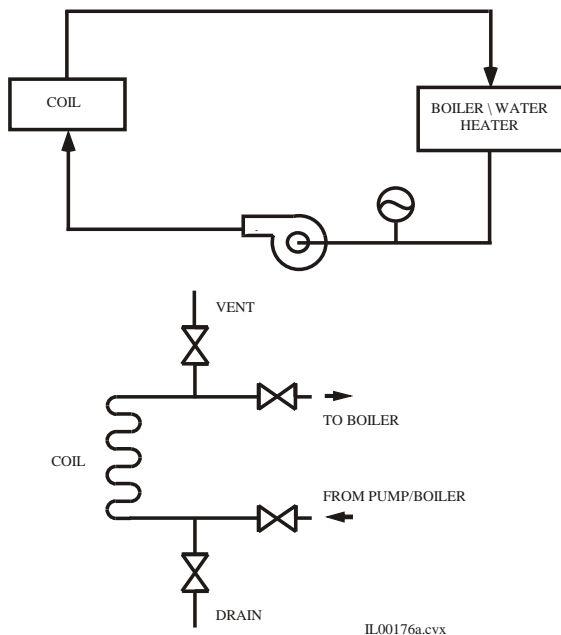 COIL
BOILER \ WATER
HEATER
VENT
TO BOILER
COIL
FROM PUMP/BOILER
DRAIN
IL00176a.cvx